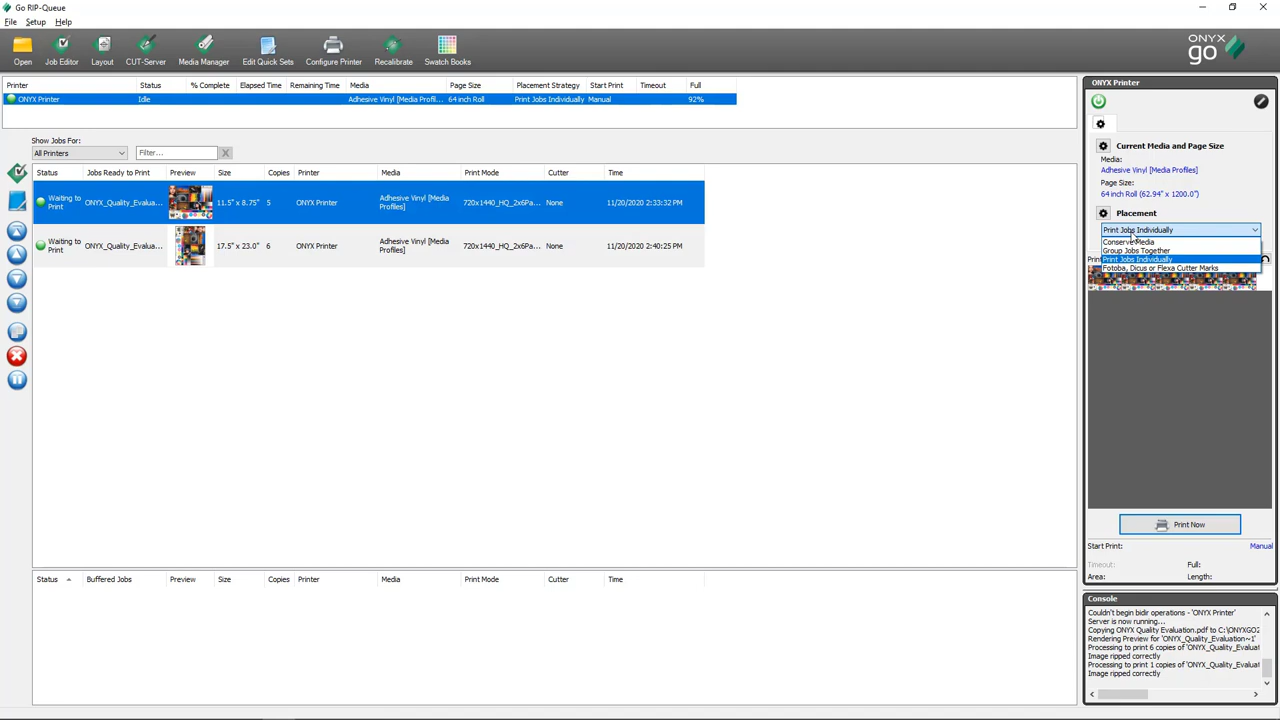 Go RIP-Queue
File Setup Help
Open Job Editor Layout CUT-Server Media Manager Edit Quick Sets Configure Printer Recalibrate Swatch Books
ONYX
go
Printer Status % Complete Elapsed Time Remaining Time Media Page Size Placement Strategy Start Print Timeout Full
ONYX Printer Idle Adhesive Vinyl [Media Profil... 64 inch Roll Print Jobs Individually Manual 92%
Show Jobs For:
All Printers Filter... X
Status Jobs Ready to Print Preview Size Copies Printer Media Print Mode Cutter Time
Waiting to Print ONYX_Quality_Evalua... 11.5" x 8.75" 5 ONYX Printer Adhesive Vinyl [Media Profiles] 720x1440_HQ_2x6Pa... None 11/20/2020 2:33:32 PM
Waiting to Print ONYX_Quality_Evalua... 17.5" x 23.0" 6 ONYX Printer Adhesive Vinyl [Media Profiles] 720x1440_HQ_2x6Pa... None 11/20/2020 2:40:25 PM
Status Buffered Jobs Preview Size Copies Printer Media Print Mode Cutter Time
ONYX Printer
Current Media and Page Size
Media:
Adhesive Vinyl [Media Profiles]
Page Size:
64 inch Roll (62.94" x 1200.0")
Placement
Print Jobs Individually
Conserve Media
Group Jobs Together
Print Jobs Individually
Fotoba, Dicus or Flexa Cutter Marks
Print Now
Start Print: Manual
Timeout: Full:
Area: Length:
Console
Couldn't begin bidir operations - 'ONYX Printer'
Server is now running...
Copying ONYX Quality Evaluation.pdf to C:\ONYXGO2
Rendering Preview for 'ONYX_Quality_Evaluation~1'
Processing to print 6 copies of 'ONYX_Quality_Evaluat
Image ripped correctly
Processing to print 1 copies of 'ONYX_Quality_Evaluat
Image ripped correctly